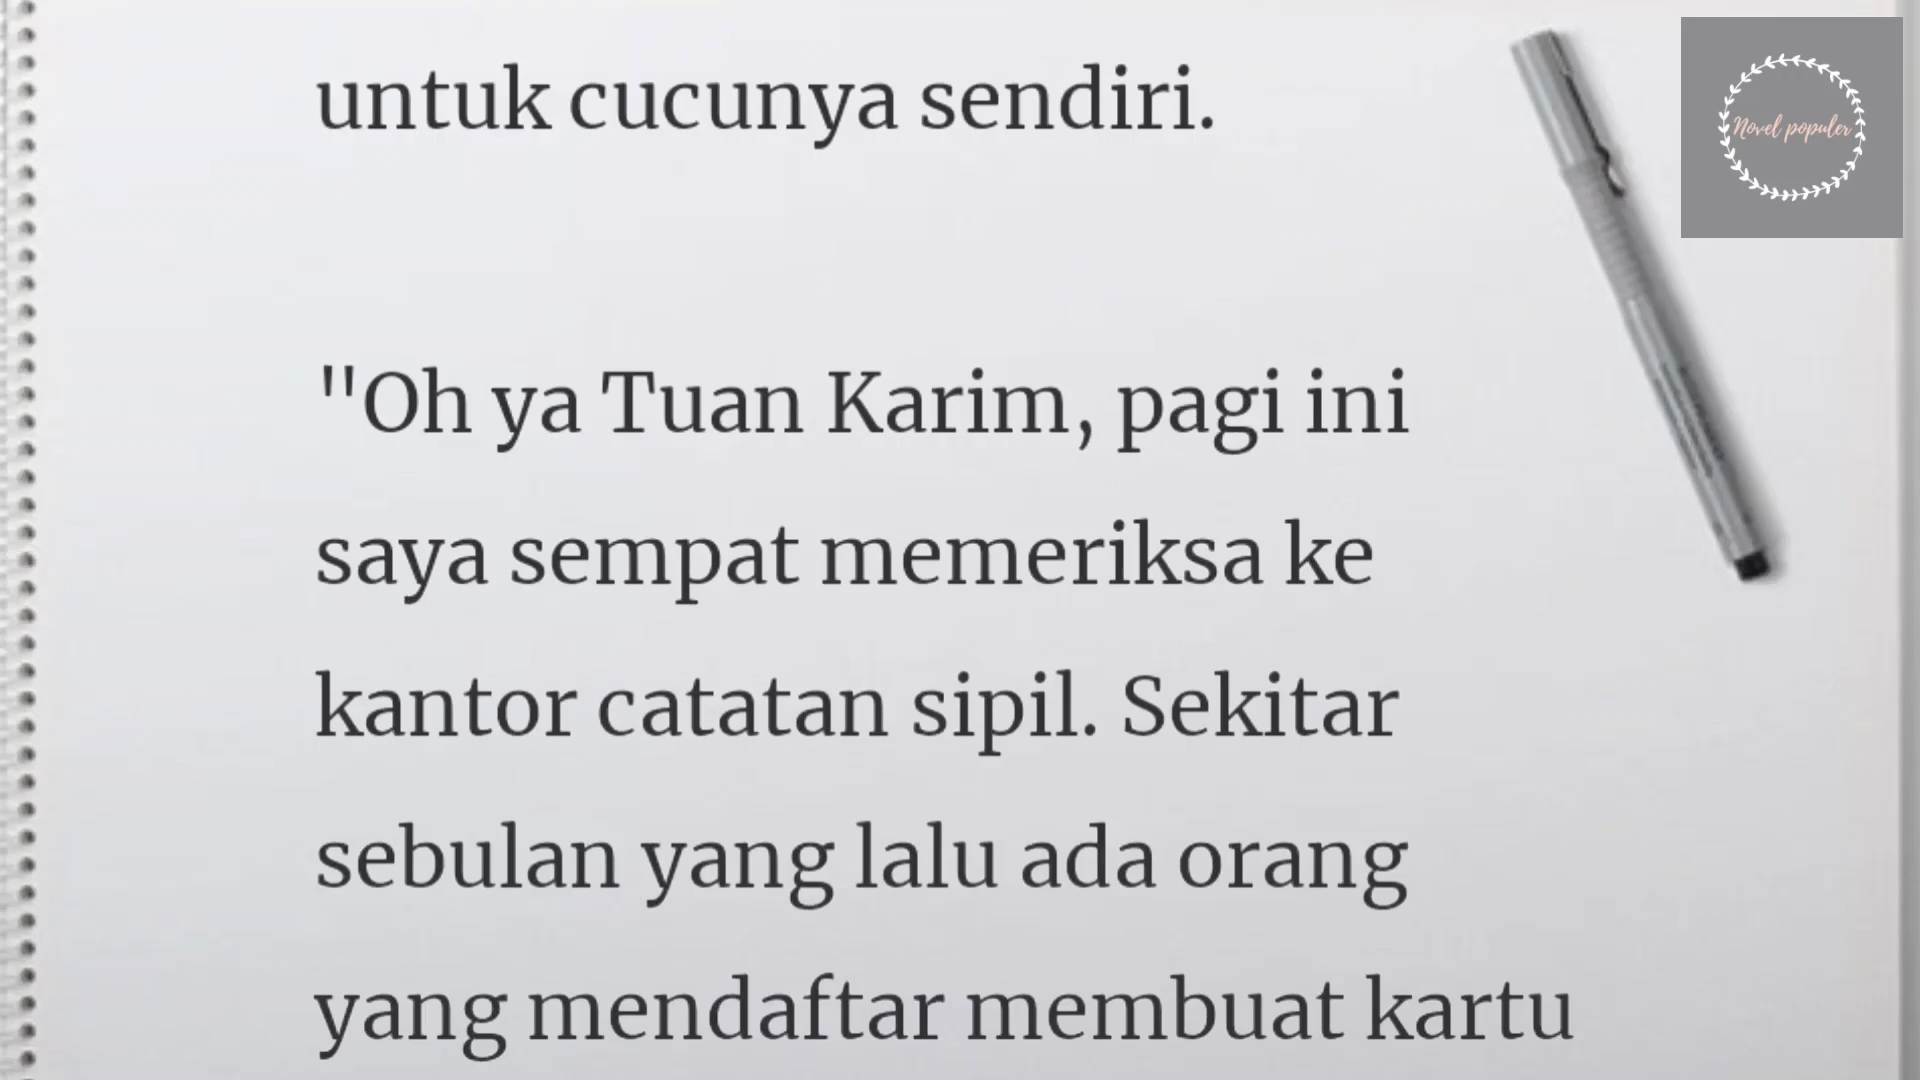 untuk cucunya sendiri.
"Oh ya Tuan Karim, pagi ini
saya sempat memeriksa ke
kantor catatan sipil. Sekitar
sebulan yang lalu ada orang
yang mendaftar membuat kartu
Novel populer